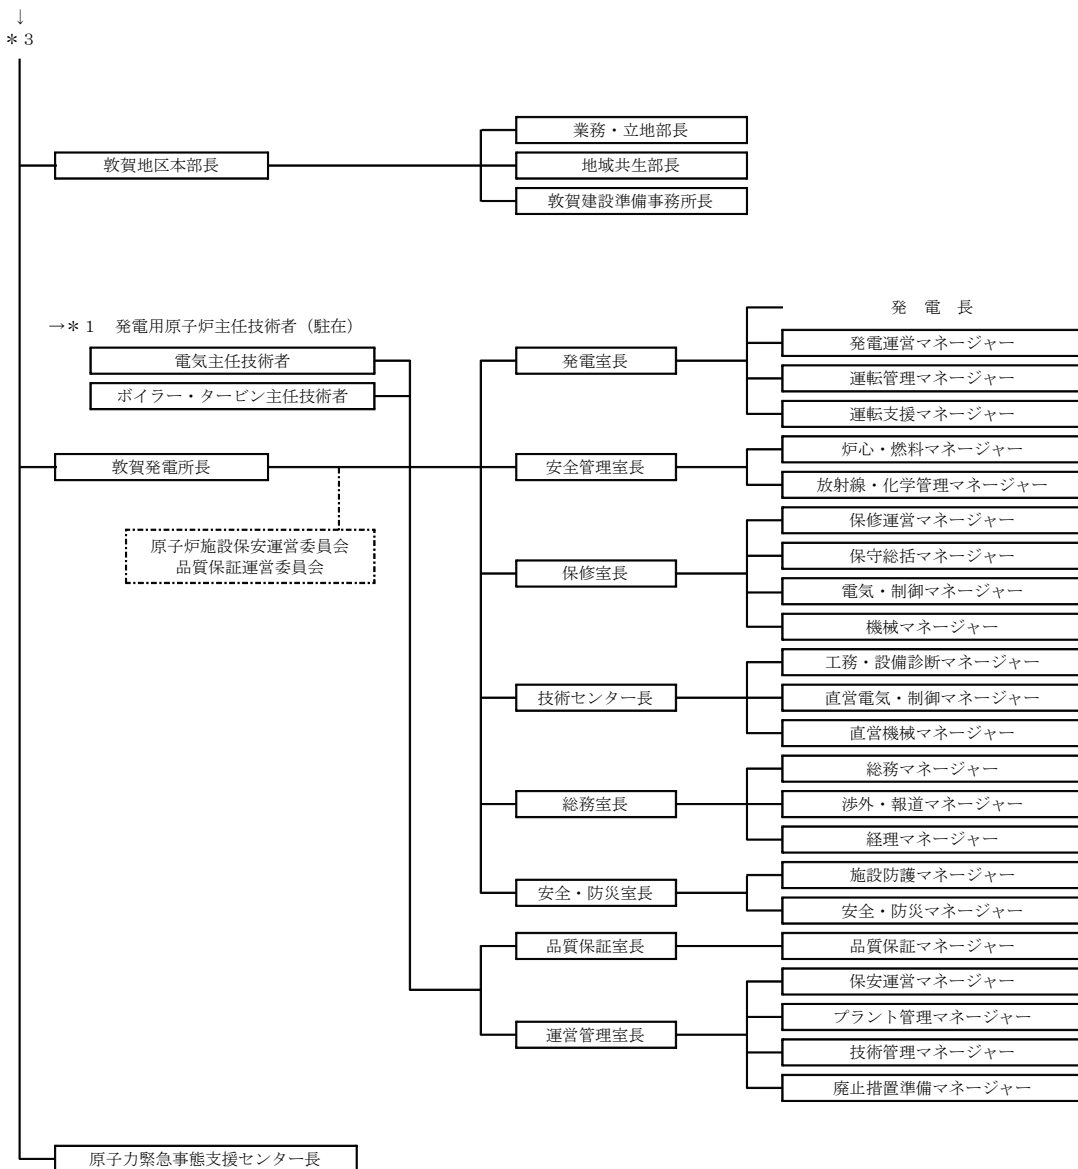 ↓
＊3
業務・立地部長
敦賀地区本部長
地域共生部長
敦賀建設準備事務所長
発　電　長
→＊1　発電用原子炉主任技術者（駐在）
発電運営マネージャー
電気主任技術者
発電室長
運転管理マネージャー
ボイラー・タービン主任技術者
運転支援マネージャー
炉心・燃料マネージャー
敦賀発電所長
安全管理室長
放射線・化学管理マネージャー
保修運営マネージャー
原子炉施設保安運営委員会
品質保証運営委員会
保守総括マネージャー
保修室長
電気・制御マネージャー
機械マネージャー
工務・設備診断マネージャー
技術センター長
直営電気・制御マネージャー
直営機械マネージャー
総務マネージャー
総務室長
渉外・報道マネージャー
経理マネージャー
施設防護マネージャー
安全・防災室長
安全・防災マネージャー
品質保証室長
品質保証マネージャー
保安運営マネージャー
プラント管理マネージャー
運営管理室長
技術管理マネージャー
廃止措置準備マネージャー
原子力緊急事態支援センター長